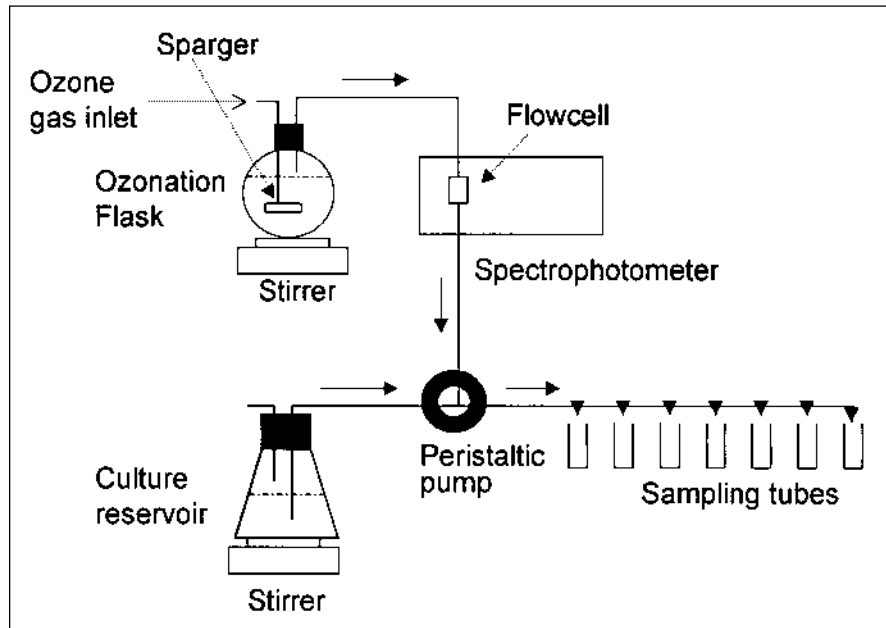 Sparger
Ozone
gas inlet
Flowcell
Ozonation
Flask
Spectrophotometer
Stirrer
Culture
reservoir
Peristaltic
pump
Sampling tubes
Stirrer